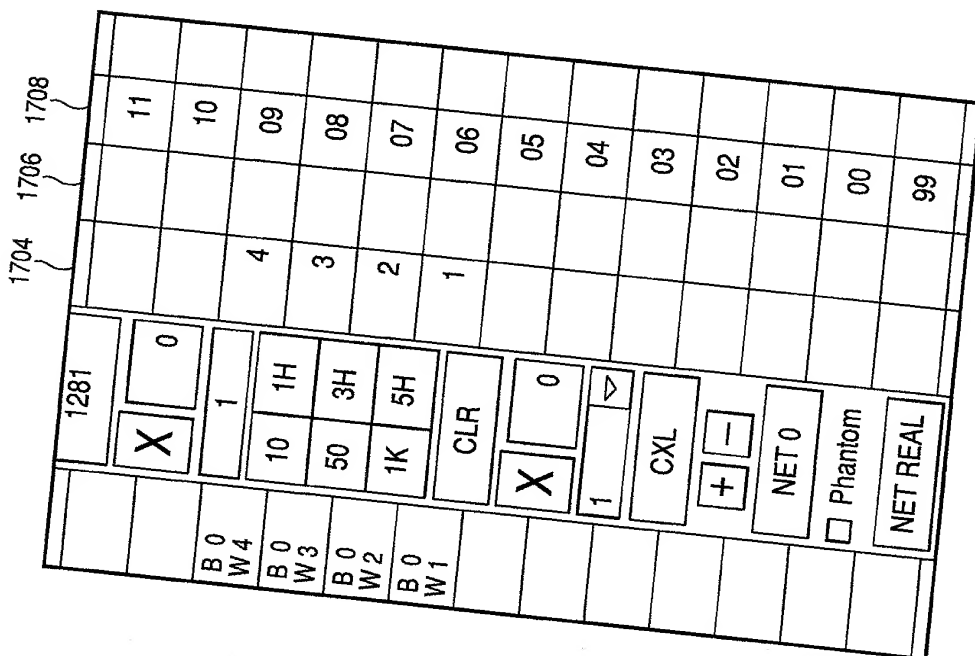 1704 1706 1708
1281
X 0
1
10 1H
50 3H
1K 5H
CLR
X 0
1
CXL
+ −
NET 0
Phantom
NET REAL
B 0
W 4
B 0
W 3
B 0
W 2
B 0
W 1
4
3
2
1
11
10
09
08
07
06
05
04
03
02
01
00
99